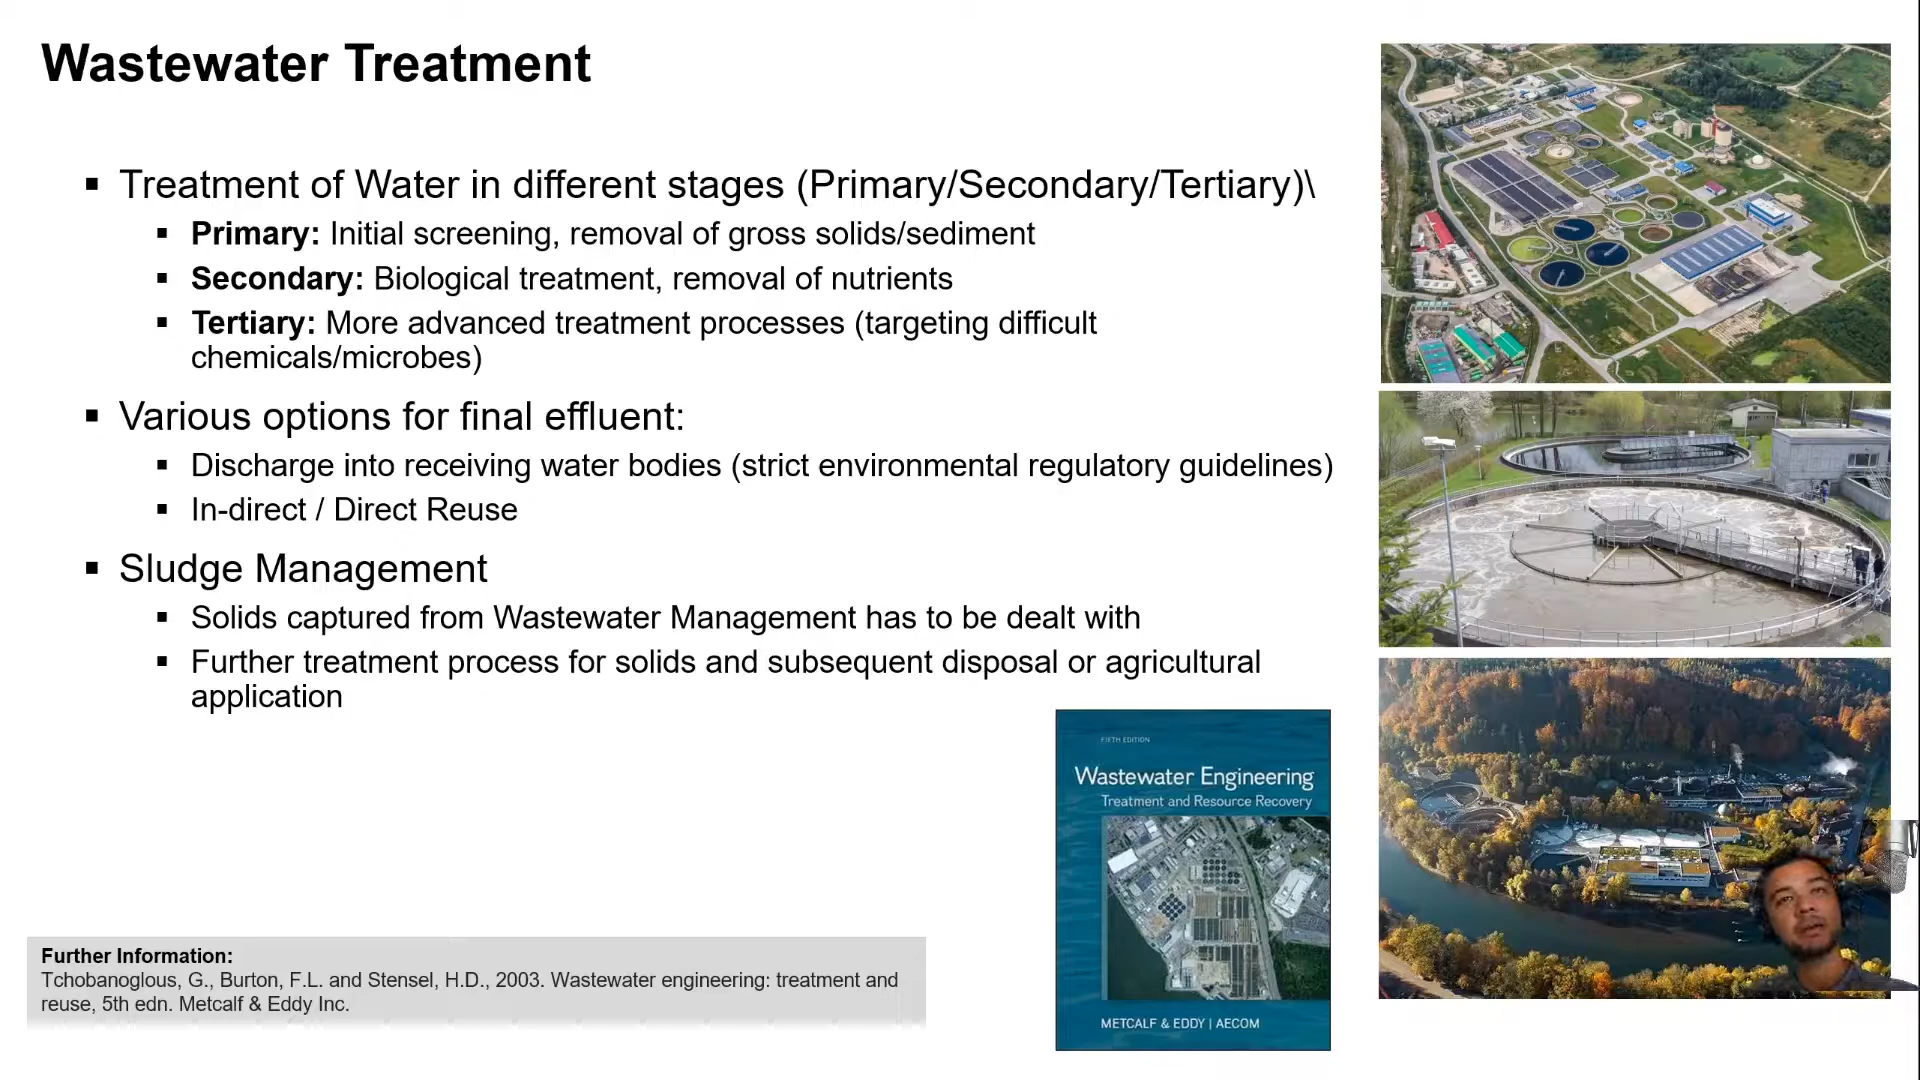 Wastewater Treatment
▪ Treatment of Water in different stages (Primary/Secondary/Tertiary)\
▪ Primary: Initial screening, removal of gross solids/sediment
▪ Secondary: Biological treatment, removal of nutrients
▪ Tertiary: More advanced treatment processes (targeting difficult
chemicals/microbes)
▪ Various options for final effluent:
▪ Discharge into receiving water bodies (strict environmental regulatory guidelines)
▪ In-direct / Direct Reuse
▪ Sludge Management
▪ Solids captured from Wastewater Management has to be dealt with
▪ Further treatment process for solids and subsequent disposal or agricultural
application
FIFTH EDITION
Wastewater Engineering
Treatment and Resource Recovery
METCALF & EDDY | AECOM
Further Information:
Tchobanoglous, G., Burton, F.L. and Stensel, H.D., 2003. Wastewater engineering: treatment and
reuse, 5th edn. Metcalf & Eddy Inc.